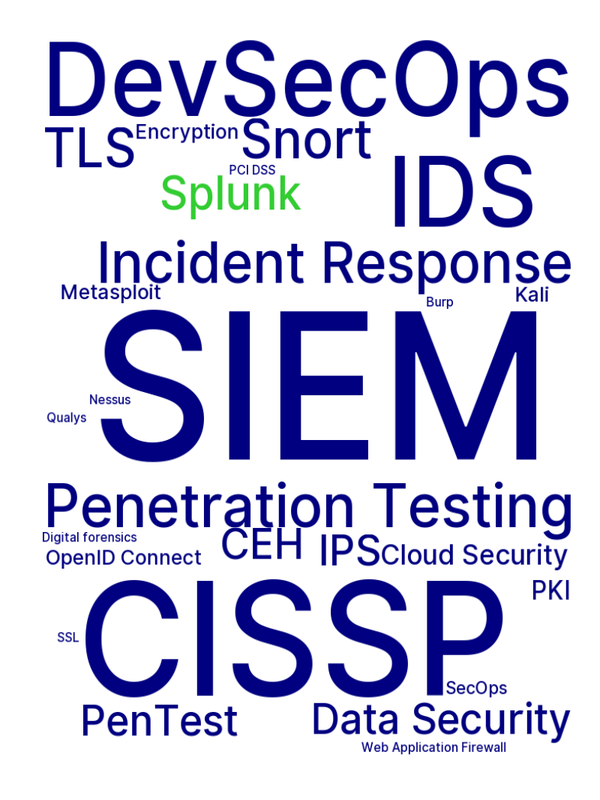 DevSecOps
TLS Encryption Snort
PCI DSS
Splunk IDS
Incident Response
Metasploit Burp Kali
SIEM
Nessus
Qualys
Penetration Testing
Digital forensics
OpenID Connect CEH IPS Cloud Security
PKI
CISSP
SSL
SecOps
PenTest Data Security
Web Application Firewall